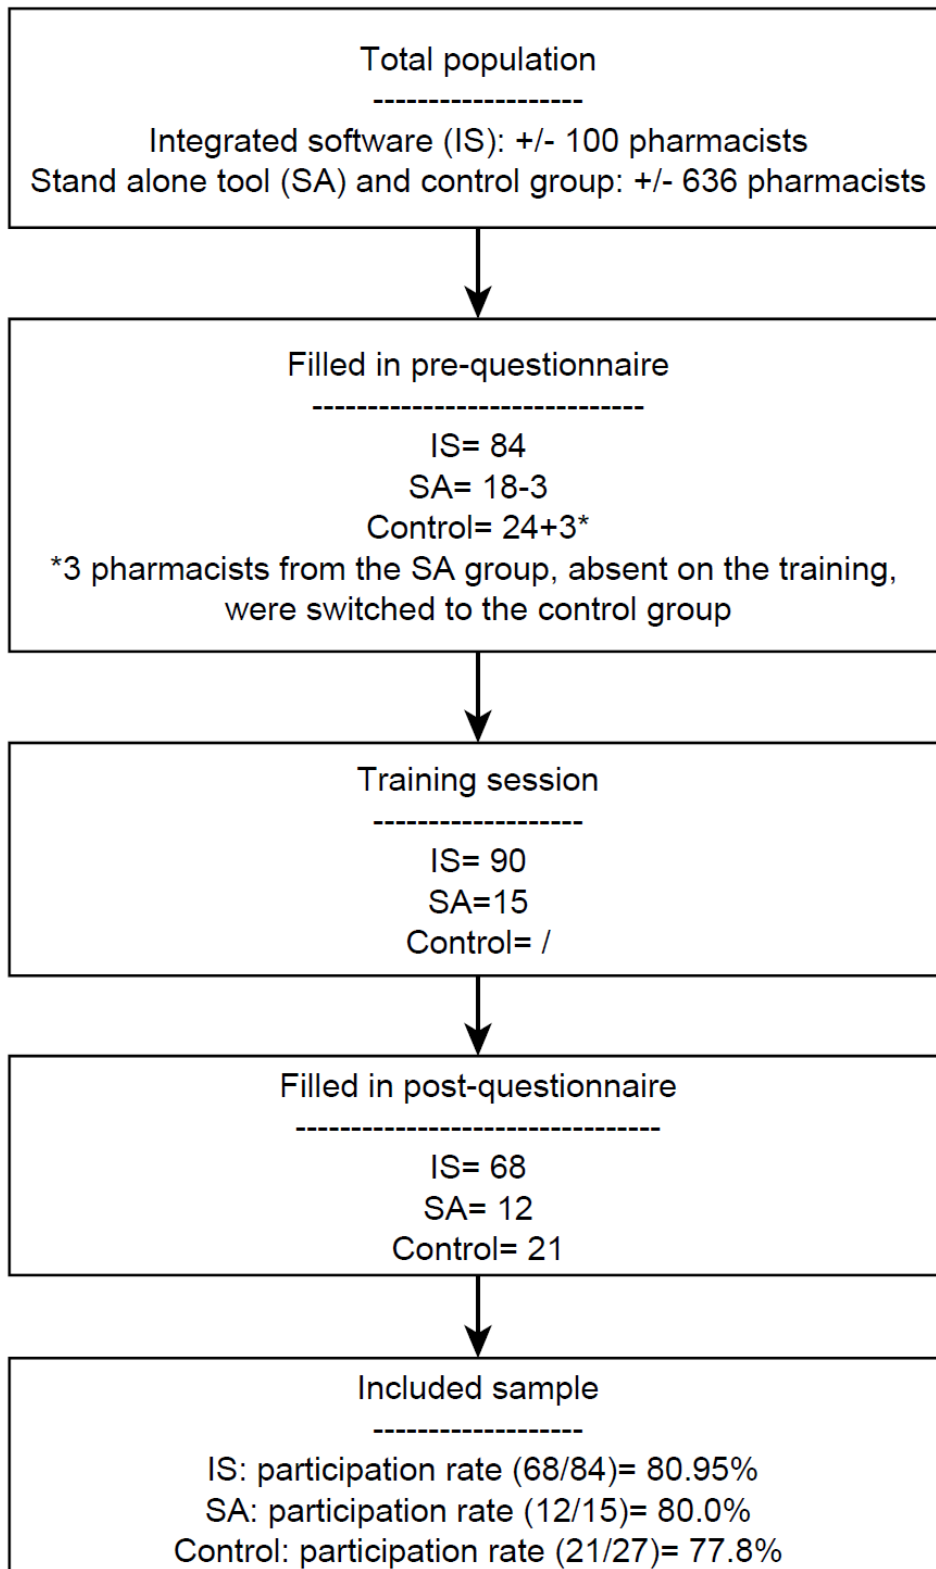 Total population
-------------------
Integrated software (IS): +/- 100 pharmacists
Stand alone tool (SA) and control group: +/- 636 pharmacists
Filled in pre-questionnaire
------------------------------
IS= 84
SA= 18-3
Control= 24+3*
*3 pharmacists from the SA group, absent on the training,
were switched to the control group
Training session
-------------------
IS= 90
SA=15
Control= /
Filled in post-questionnaire
---------------------------------
IS= 68
SA= 12
Control= 21
Included sample
-------------------
IS: participation rate (68/84)= 80.95%
SA: participation rate (12/15)= 80.0%
Control: participation rate (21/27)= 77.8%